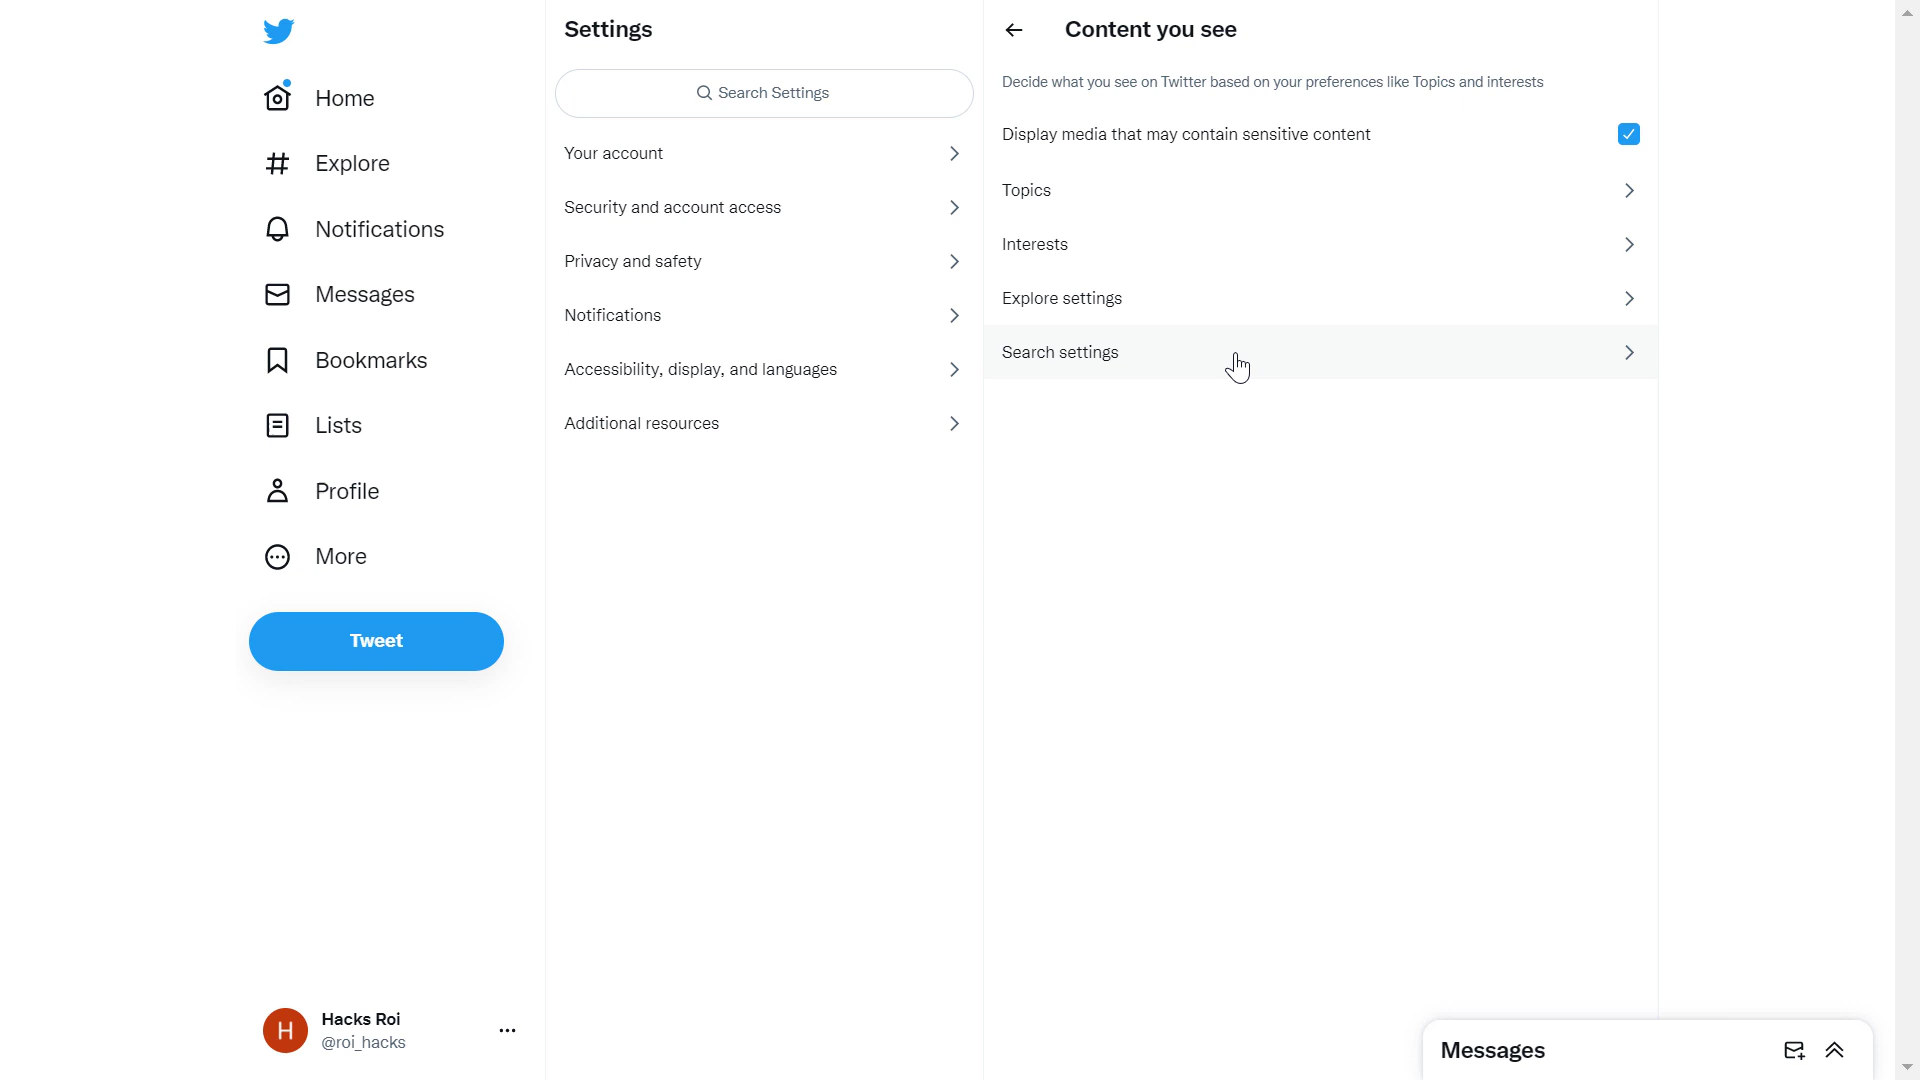 Home
Explore
Notifications
Messages
Bookmarks
Lists
Profile
More
Tweet
H
Hacks Roi
@roi_hacks
Settings
Search Settings
Your account
Security and account access
Privacy and safety
Notifications
Accessibility, display, and languages
Additional resources
Content you see
Decide what you see on Twitter based on your preferences like Topics and interests
Display media that may contain sensitive content
Topics
Interests
Explore settings
Search settings
Messages